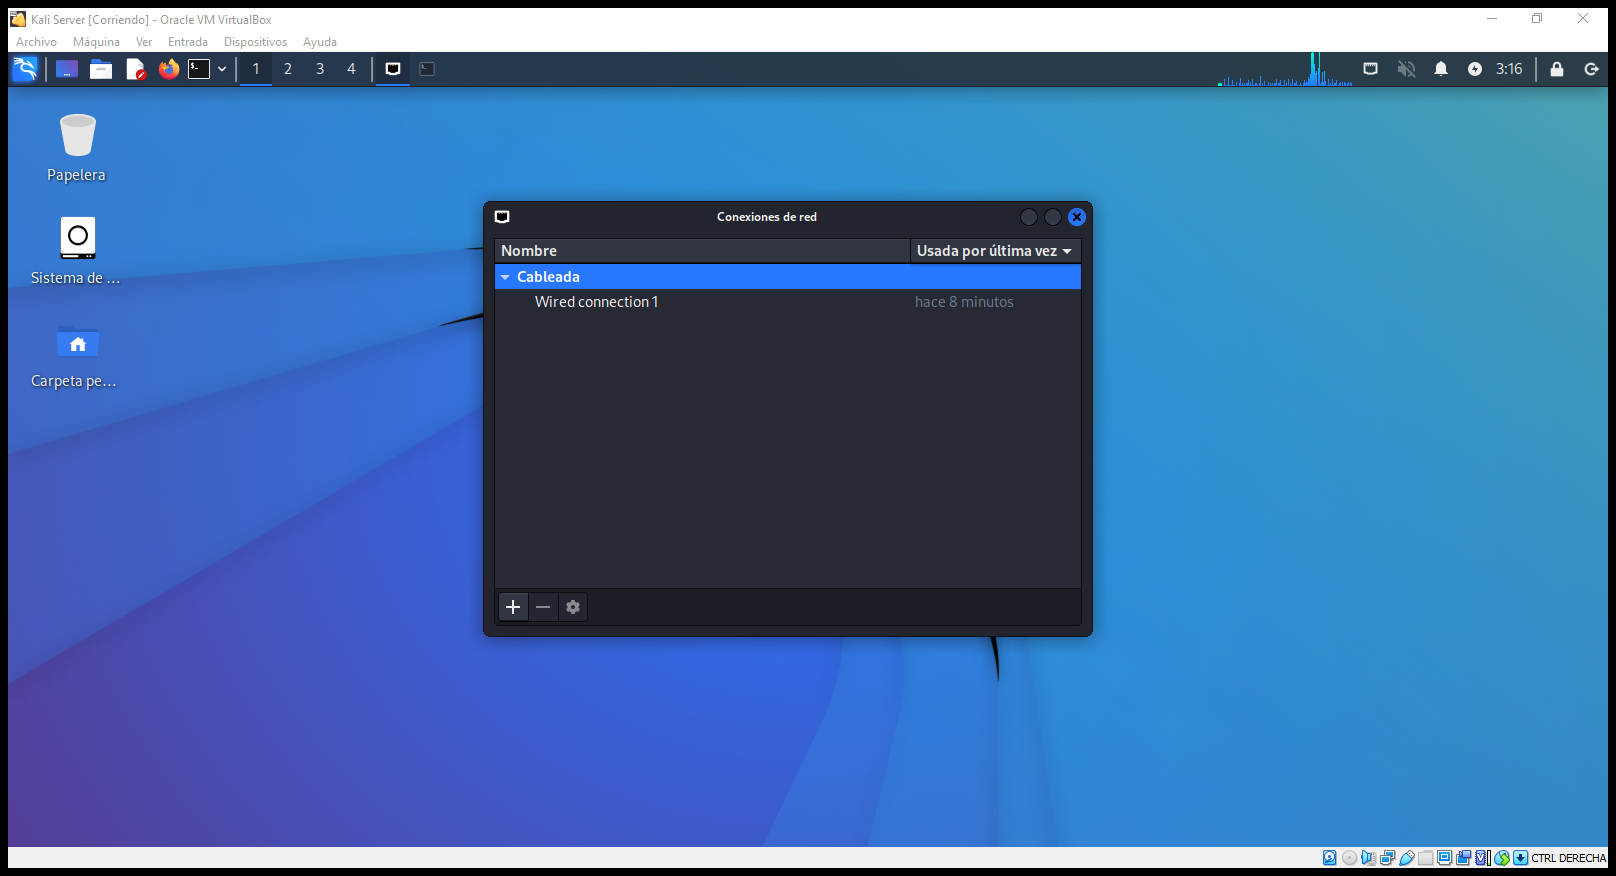 Kali Server [Corriendo] - Oracle VM VirtualBox
Archivo Máquina Ver Entrada Dispositivos Ayuda
1 2 3 4 3:16
Papelera
Sistema de ...
Carpeta pe...
Conexiones de red
Nombre Usada por última vez
Cableada
Wired connection 1 hace 8 minutos
CTRL DERECHA